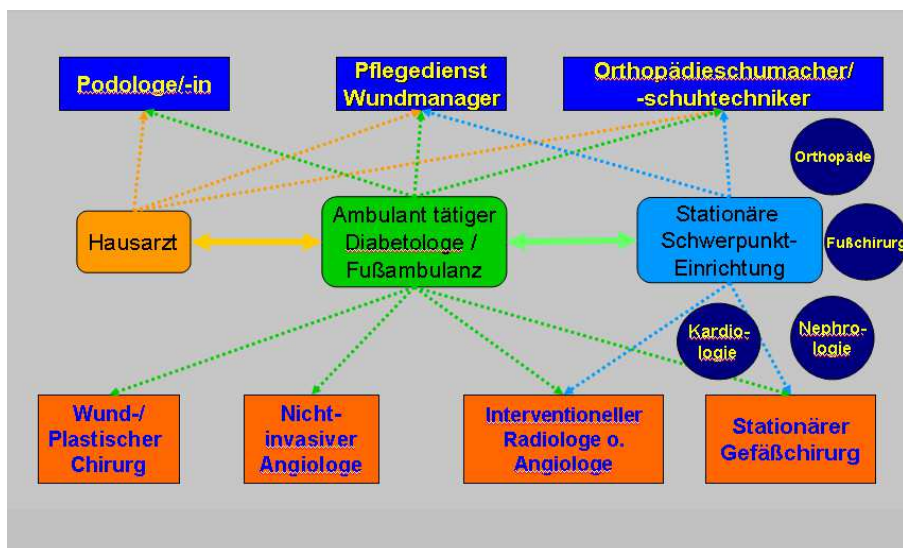 Podologe/-in
Pflegedienst
Wundmanager
Orthopädieschumacher/
-schuhtechniker
Orthopäde
Hausarzt
Ambulant tätiger
Diabetologe /
Fußambulanz
Stationäre
Schwerpunkt-
Einrichtung
Fußchirurg
Kardio-
logie
Nephro-
logie
Wund-/
Plastischer
Chirurg
Nicht-
invasiver
Angiologe
Interventioneller
Radiologe o.
Angiologe
Stationärer
Gefäßchirurg